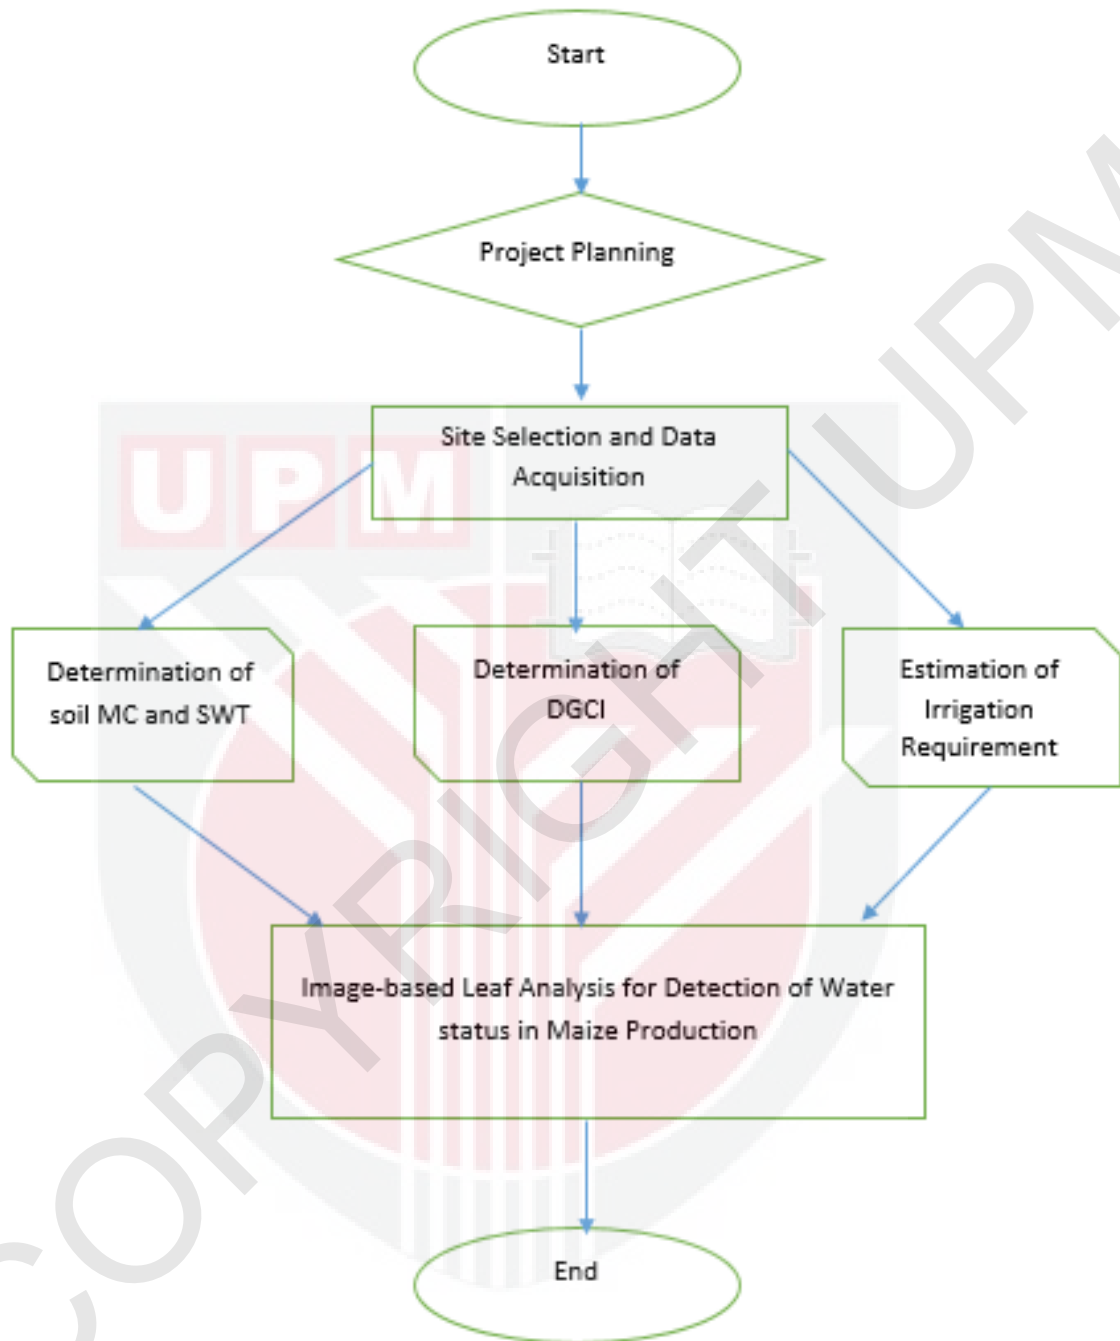 Start
Project Planning
Site Selection and Data
Acquisition
UPM
Determination of
soil MC and SWT
Determination of
DGCI
Estimation of
Irrigation
Requirement
Image-based Leaf Analysis for Detection of Water
status in Maize Production
End
COPYRIGHT UPM